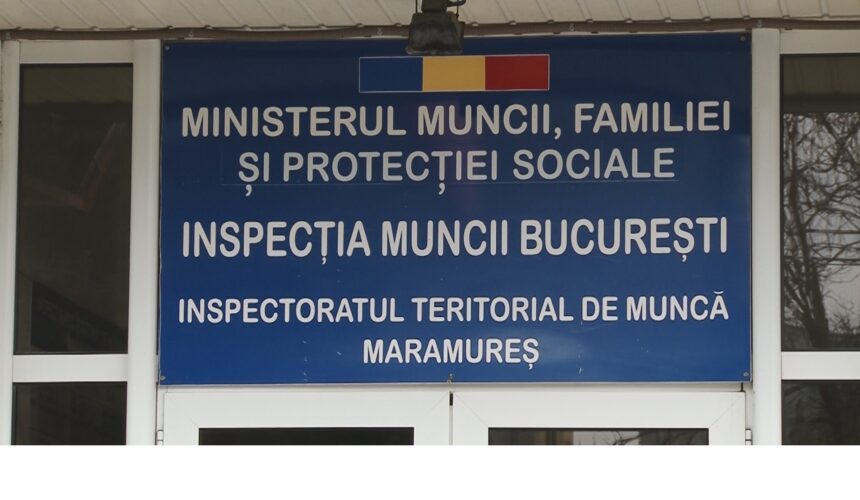 MINISTERUL MUNCII, FAMILIEI
ȘI PROTECȚIEI SOCIALE
INSPECȚIA MUNCII BUCUREȘTI
INSPECTORATUL TERITORIAL DE MUNCĂ
MARAMUREȘ